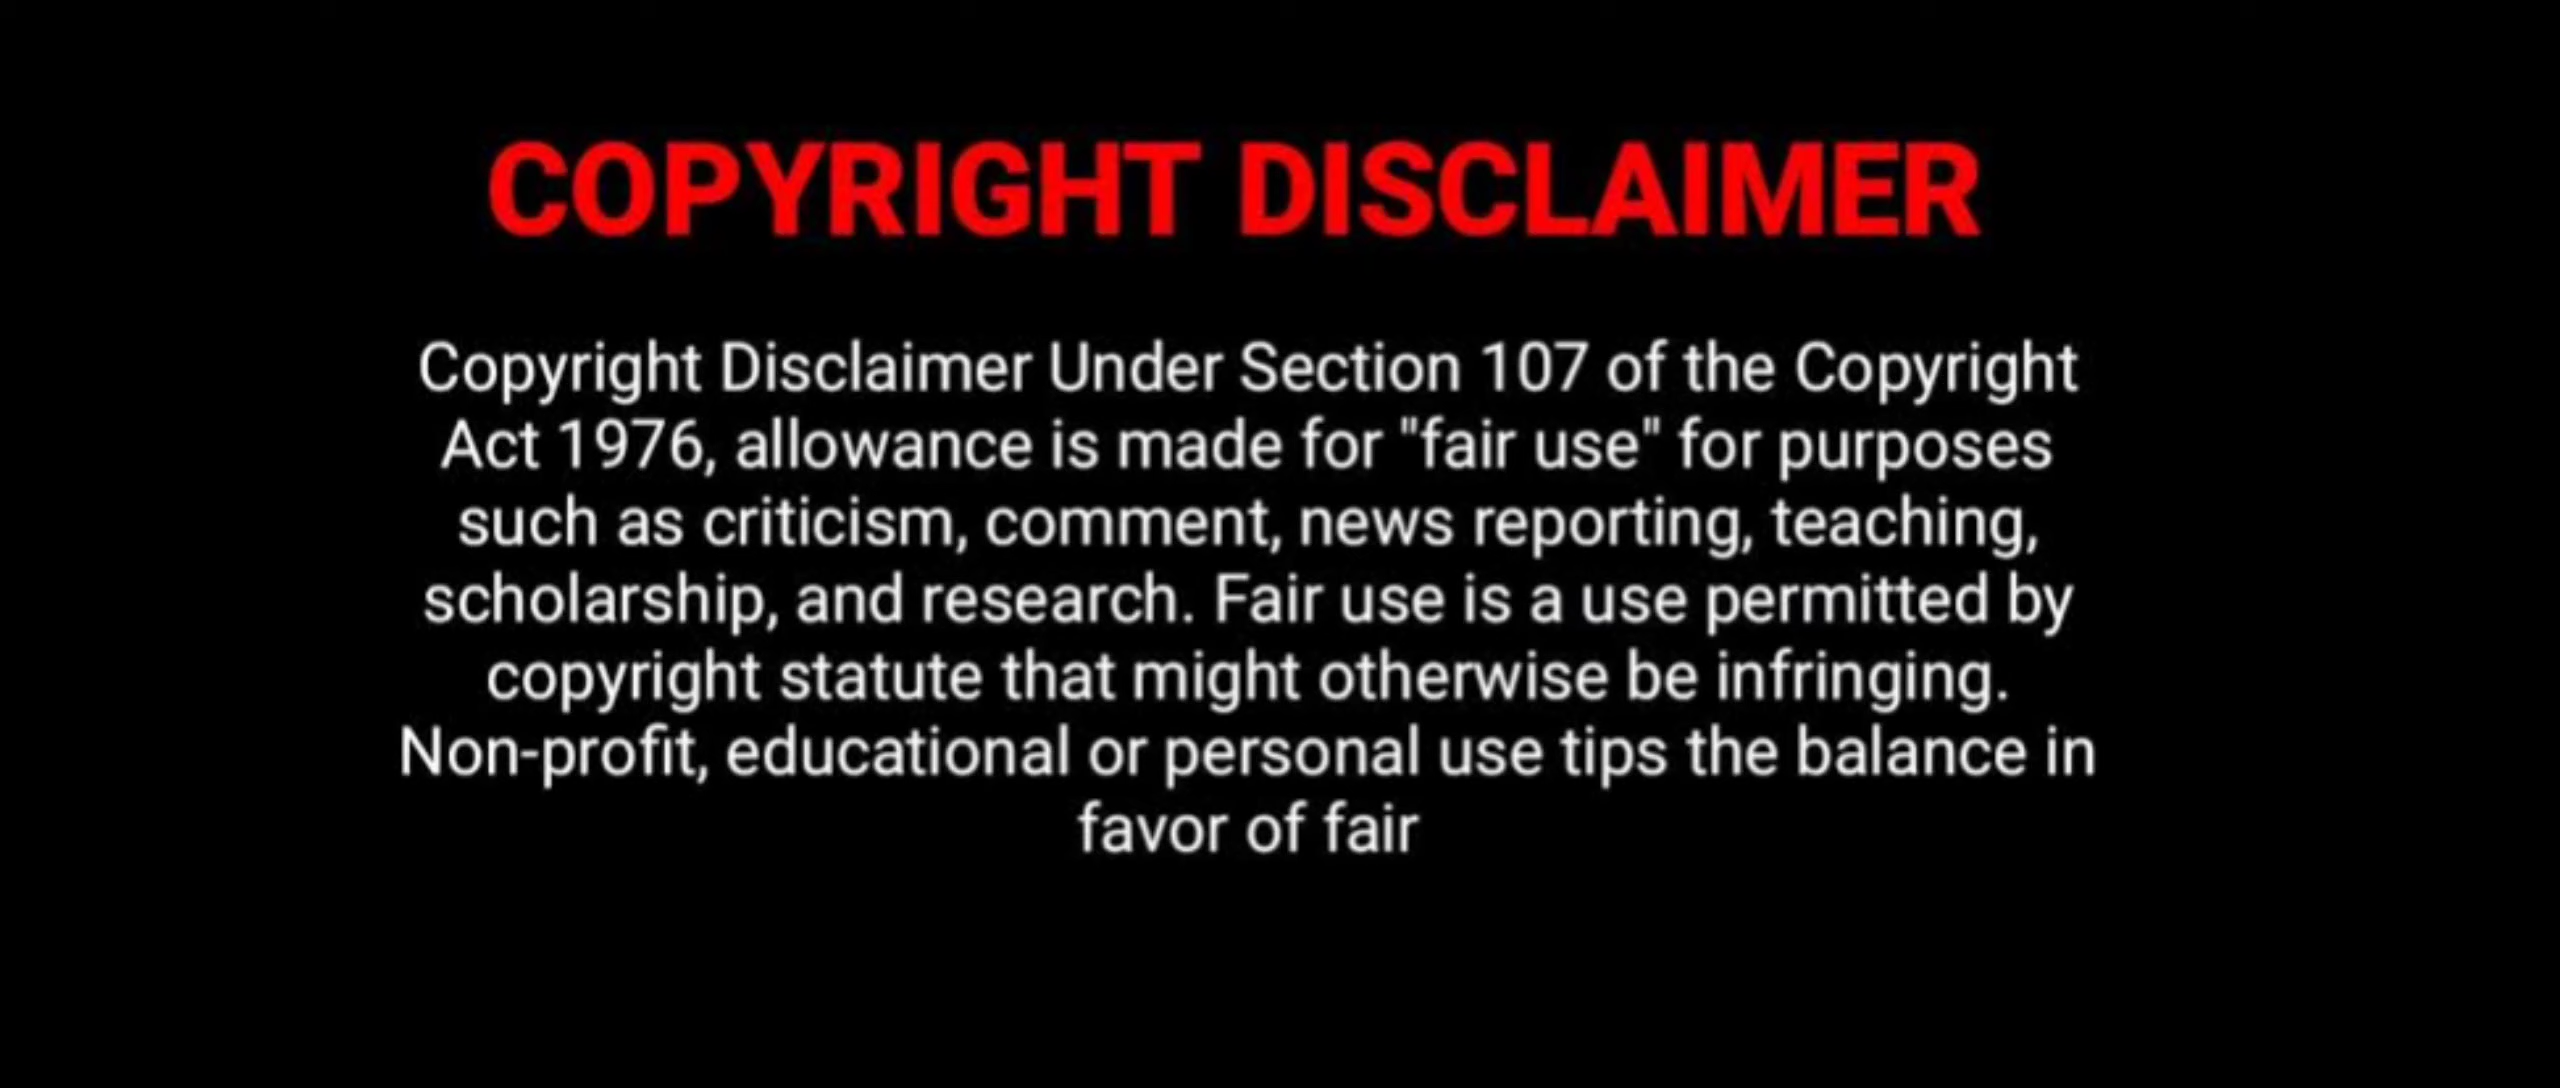 COPYRIGHT DISCLAIMER
Copyright Disclaimer Under Section 107 of the Copyright
Act 1976, allowance is made for "fair use" for purposes
such as criticism, comment, news reporting, teaching,
scholarship, and research. Fair use is a use permitted by
copyright statute that might otherwise be infringing.
Non-profit, educational or personal use tips the balance in
favor of fair